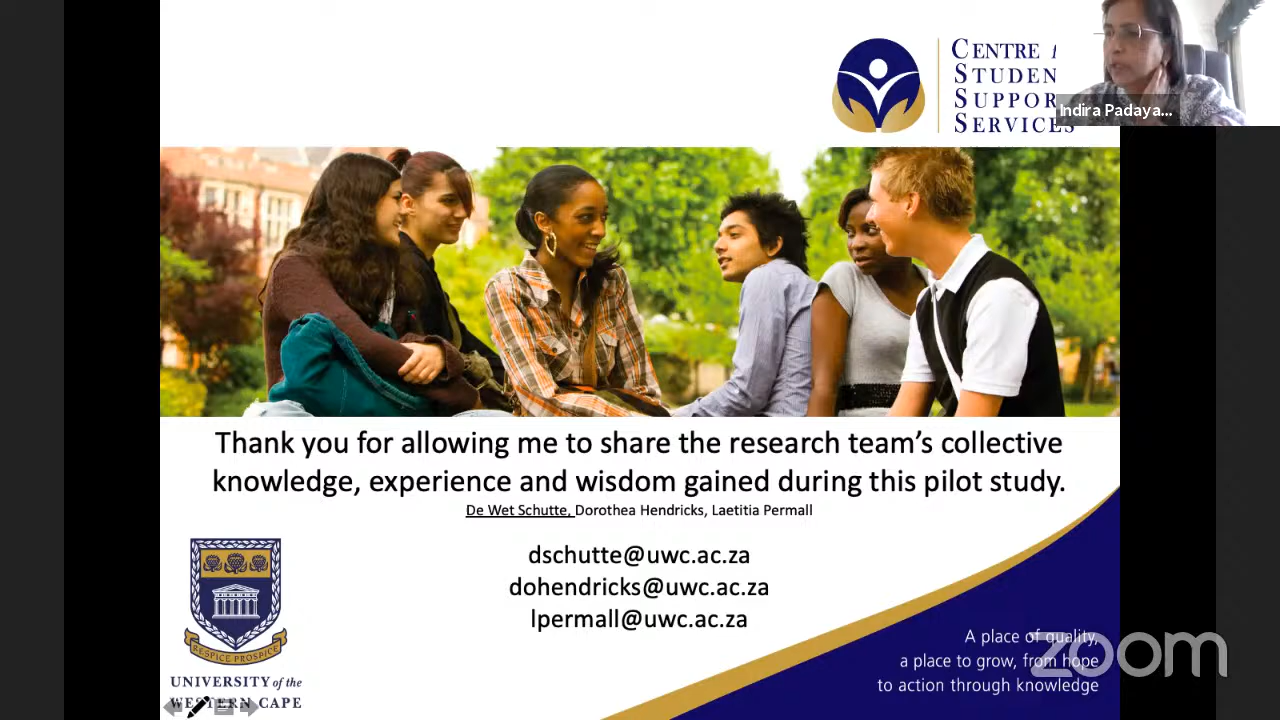 CENTRE
STUDEN
SUPPOR
SERVICES
Indira Padaya...
Thank you for allowing me to share the research team's collective
knowledge, experience and wisdom gained during this pilot study.
De Wet Schutte, Dorothea Hendricks, Laetitia Permall
dschutte@uwc.ac.za
dohendricks@uwc.ac.za
lpermall@uwc.ac.za
RESPICE PROSPICE
UNIVERSITY of the
WESTERN CAPE
A place of quality,
a place to grow, from hope
to action through knowledge
zoom